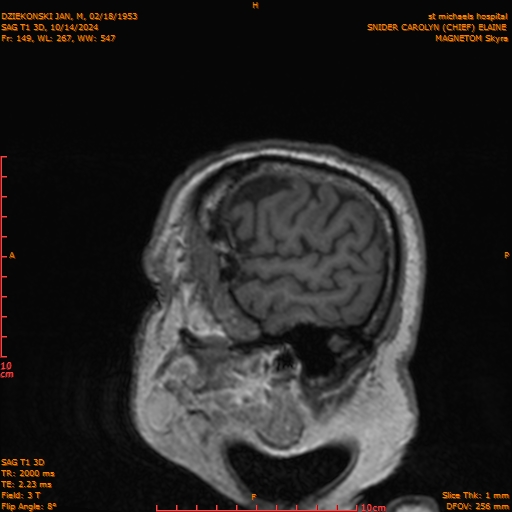 H
DZIEKONSKI JAN, M, 02/18/1953
SAG T1 3D, 10/14/2024
Fr: 149, WL: 267, WW: 547
st michaels hospital
SNIDER CAROLYN (CHIEF) ELAINE
MAGNETOM Skyra
A
P
10
cm
SAG T1 3D
TR: 2000 ms
TE: 2.23 ms
Field: 3 T
Flip Angle: 8°
F
10cm
Slice Thk: 1 mm
DFOV: 256 mm